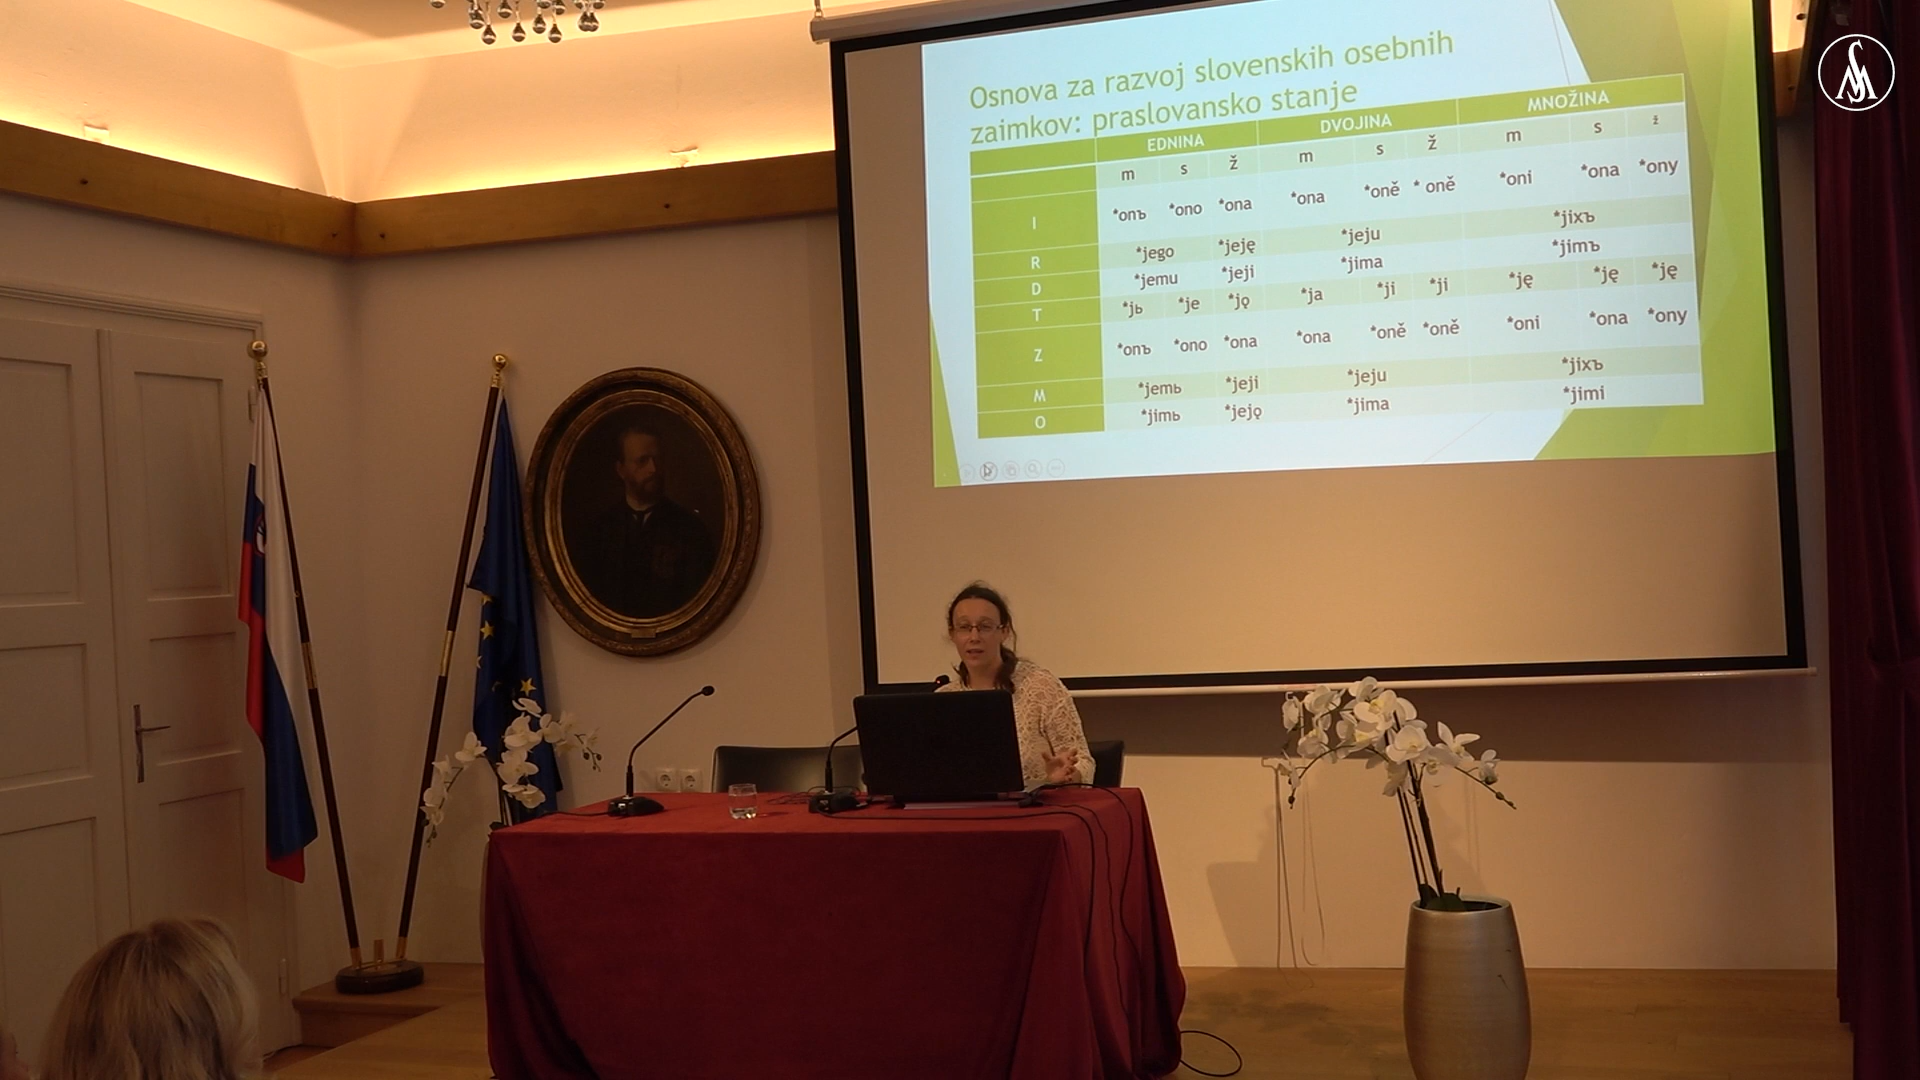 Osnova za razvoj slovenskih osebnih
zaimkov: praslovansko stanje
EDNINA DVOJINA MNOŽINA
m s ž m s ž m s ž
I *onъ *ono *ona *ona *oně * oně *oni *ona *ony
R *jego *jeję *jeju *jixъ
D *jemu *jeji *jima *jimъ
T *jь *je *jǫ *ja *ji *ji *ję *ję *ję
Z *onъ *ono *ona *ona *oně *oně *oni *ona *ony
M *jemь *jeji *jeju *jixъ
O *jimь *jejǫ *jima *jimi